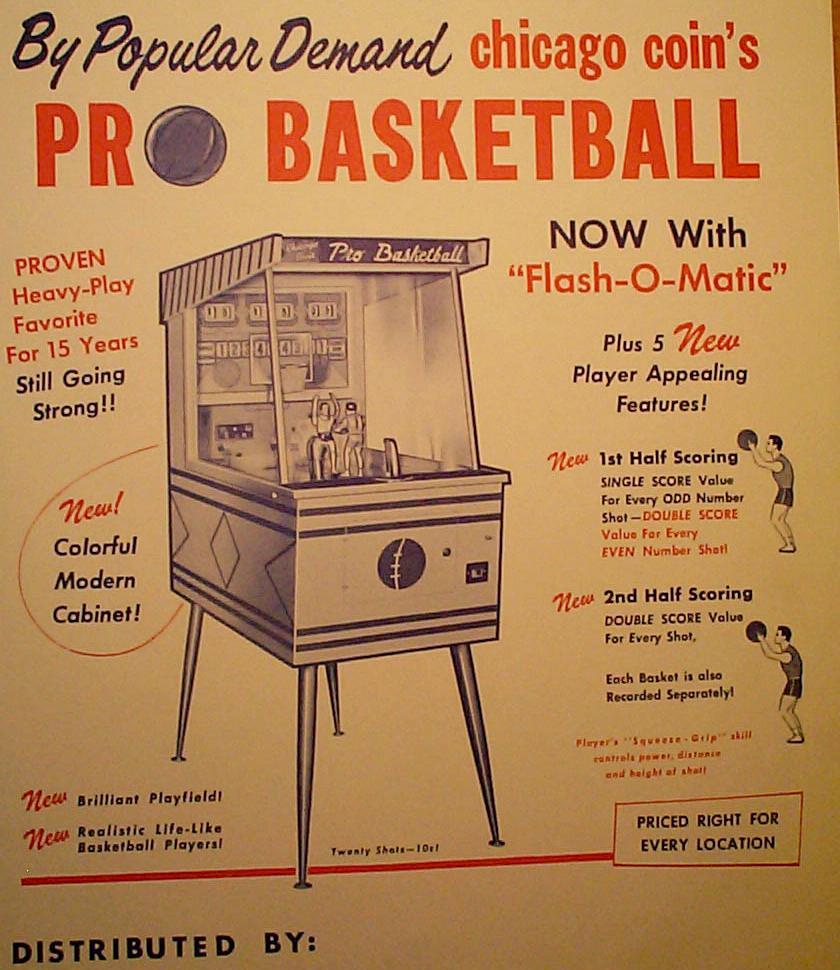 By Popular Demand chicago coin's
PRO BASKETBALL
NOW With
"Flash-O-Matic"
PROVEN
Heavy-Play
Favorite
For 15 Years
Still Going
Strong!!
Pro Basketball
Plus 5 New
Player Appealing
Features!
New 1st Half Scoring
SINGLE SCORE Value
For Every ODD Number
Shot—DOUBLE SCORE
Value For Every
EVEN Number Shot!
New!
Colorful
Modern
Cabinet!
New 2nd Half Scoring
DOUBLE SCORE Value
For Every Shot,
Each Basket is also
Recorded Separately!
Player's "Squeeze-Grip" skill
controls power, distance
and height of shot!
New Brilliant Playfield!
New Realistic Life-Like
Basketball Players!
Twenty Shots—10¢!
PRICED RIGHT FOR
EVERY LOCATION
DISTRIBUTED BY: